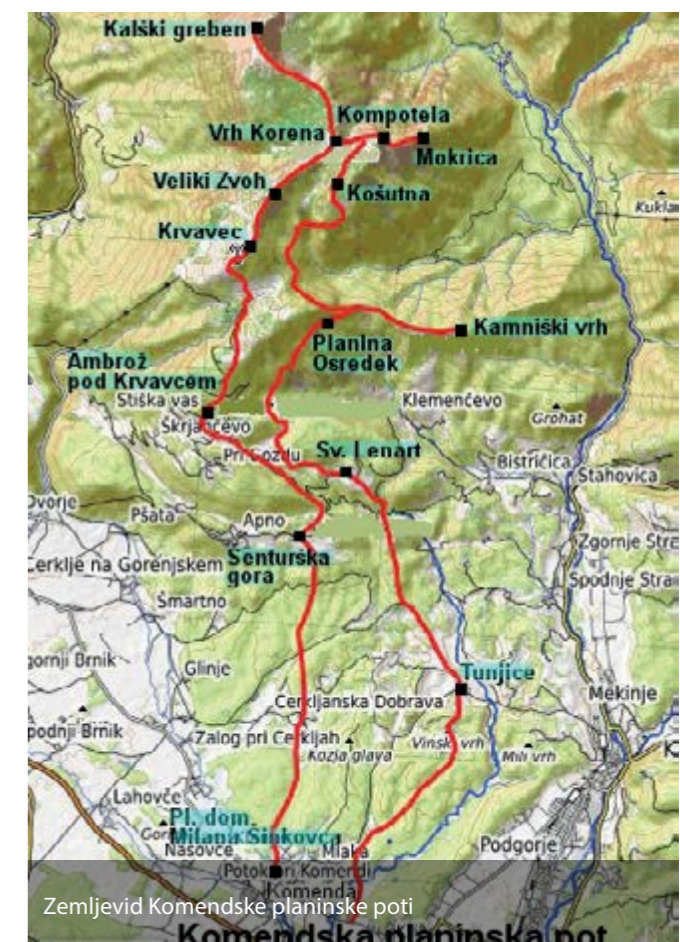 Kalški greben
Kompotela
Vrh Korena
Mokrica
Veliki Zvoh
Košutna
Kukla
Krvavec
Kamniški vrh
Planina
Osredek
Ambrož
pod Krvavcem
Stiška vas
Klemenčevo
Škrjančevo
Grohat
Pri Gozdu
Sv. Lenart
Bistričica
Stahovica
Dvorje
Pšata
Apno
Zgornje Stra
Cerklje na Gorenjskem
Šenturška
gora
Spodnje Stra
Šmartno
gornji Brnik
Glinje
Tunjice
Mekinje
Cerkljanska Dobrava
podnji Brnik
Zalog pri Cerkljah
Kozja glava
Vinski vrh
Mili vrh
Lahovče
Pl. dom.
Milana Šinkovca
Nasovce
Mlaka
Podgorje
(Potok pri Komendi)
Komenda
Zemljevid Komendske planinske poti
Komendska planinska pot